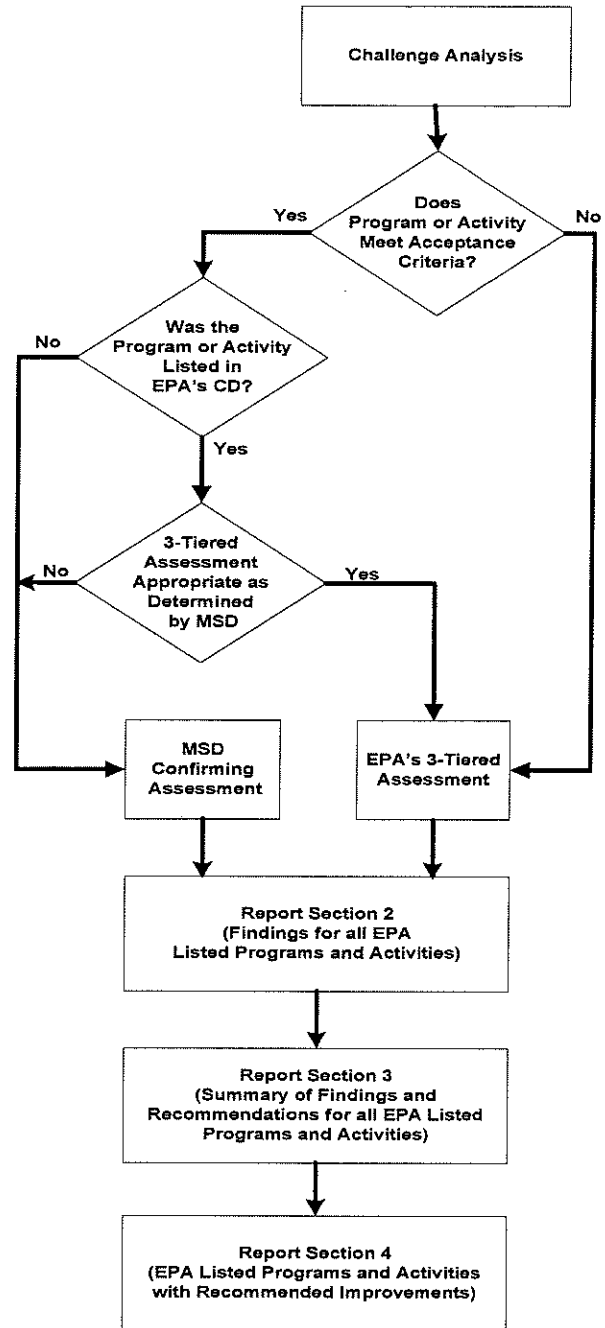 Challenge Analysis
Does
Program or Activity
Meet Acceptance
Criteria?
Yes
No
Was the
Program or Activity
Listed in
EPA's CD?
No
Yes
3-Tiered
Assessment
Appropriate as
Determined
by MSD
No
Yes
MSD
Confirming
Assessment
EPA's 3-Tiered
Assessment
Report Section 2
(Findings for all EPA
Listed Programs and Activities)
Report Section 3
(Summary of Findings and
Recommendations for all EPA Listed
Programs and Activities)
Report Section 4
(EPA Listed Programs and Activities
with Recommended Improvements)